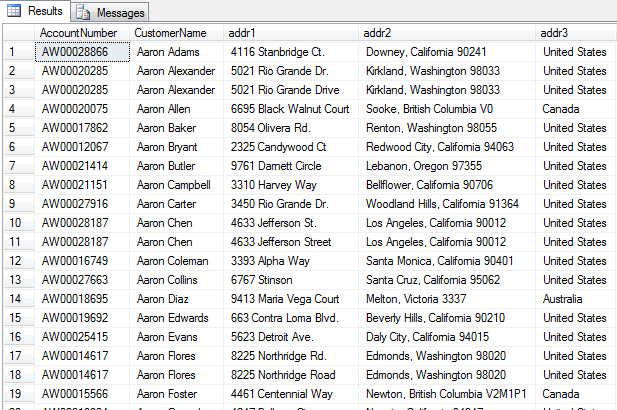 Results Messages
AccountNumber CustomerName addr1 addr2 addr3
1 AW00028866 Aaron Adams 4116 Stanbridge Ct. Downey, California 90241 United States
2 AW00020285 Aaron Alexander 5021 Rio Grande Dr. Kirkland, Washington 98033 United States
3 AW00020285 Aaron Alexander 5021 Rio Grande Drive Kirkland, Washington 98033 United States
4 AW00020075 Aaron Allen 6695 Black Walnut Court Sooke, British Columbia V0 Canada
5 AW00017862 Aaron Baker 8054 Olivera Rd. Renton, Washington 98055 United States
6 AW00012067 Aaron Bryant 2325 Candywood Ct Redwood City, California 94063 United States
7 AW00021414 Aaron Butler 9761 Darnett Circle Lebanon, Oregon 97355 United States
8 AW00021151 Aaron Campbell 3310 Harvey Way Bellflower, California 90706 United States
9 AW00027916 Aaron Carter 3450 Rio Grande Dr. Woodland Hills, California 91364 United States
10 AW00028187 Aaron Chen 4633 Jefferson St. Los Angeles, California 90012 United States
11 AW00028187 Aaron Chen 4633 Jefferson Street Los Angeles, California 90012 United States
12 AW00016749 Aaron Coleman 3393 Alpha Way Santa Monica, California 90401 United States
13 AW00027663 Aaron Collins 6767 Stinson Santa Cruz, California 95062 United States
14 AW00018695 Aaron Diaz 9413 Maria Vega Court Melton, Victoria 3337 Australia
15 AW00019692 Aaron Edwards 663 Contra Loma Blvd. Beverly Hills, California 90210 United States
16 AW00025415 Aaron Evans 5623 Detroit Ave. Daly City, California 94015 United States
17 AW00014617 Aaron Flores 8225 Northridge Rd. Edmonds, Washington 98020 United States
18 AW00014617 Aaron Flores 8225 Northridge Road Edmonds, Washington 98020 United States
19 AW00015566 Aaron Foster 4461 Centennial Way Newton, British Columbia V2M1P1 Canada